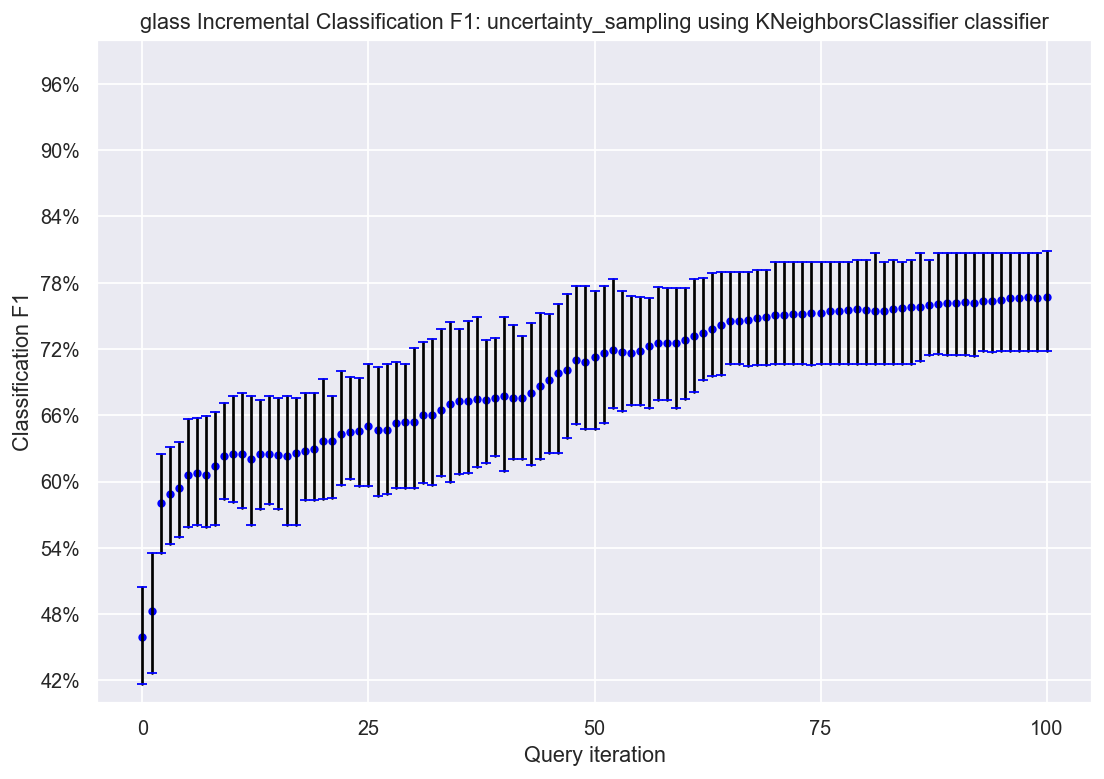 glass Incremental Classification F1: uncertainty_sampling using KNeighborsClassifier classifier
96%
90%
84%
78%
72%
66%
60%
54%
48%
42%
Classification F1
0 25 50 75 100
Query iteration